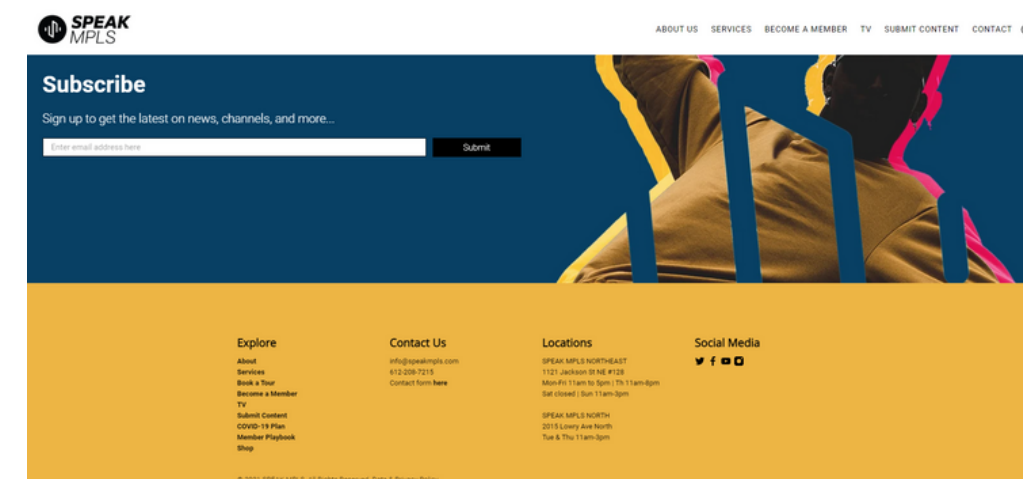 SPEAK
MPLS
ABOUT US SERVICES BECOME A MEMBER TV SUBMIT CONTENT CONTACT
Subscribe
Sign up to get the latest on news, channels, and more...
Enter email address here
Submit
Explore
About
Services
Book a Tour
Become a Member
TV
Submit Content
COVID-19 Plan
Member Playbook
Shop
Contact Us
info@speakmpls.com
612-208-7215
Contact form here
Locations
SPEAK MPLS NORTHEAST
1121 Jackson St NE #128
Mon-Fri 11am to 5pm | Th 11am-8pm
Sat closed | Sun 11am-3pm
SPEAK MPLS NORTH
2015 Lowry Ave North
Tue & Thu 11am-3pm
Social Media